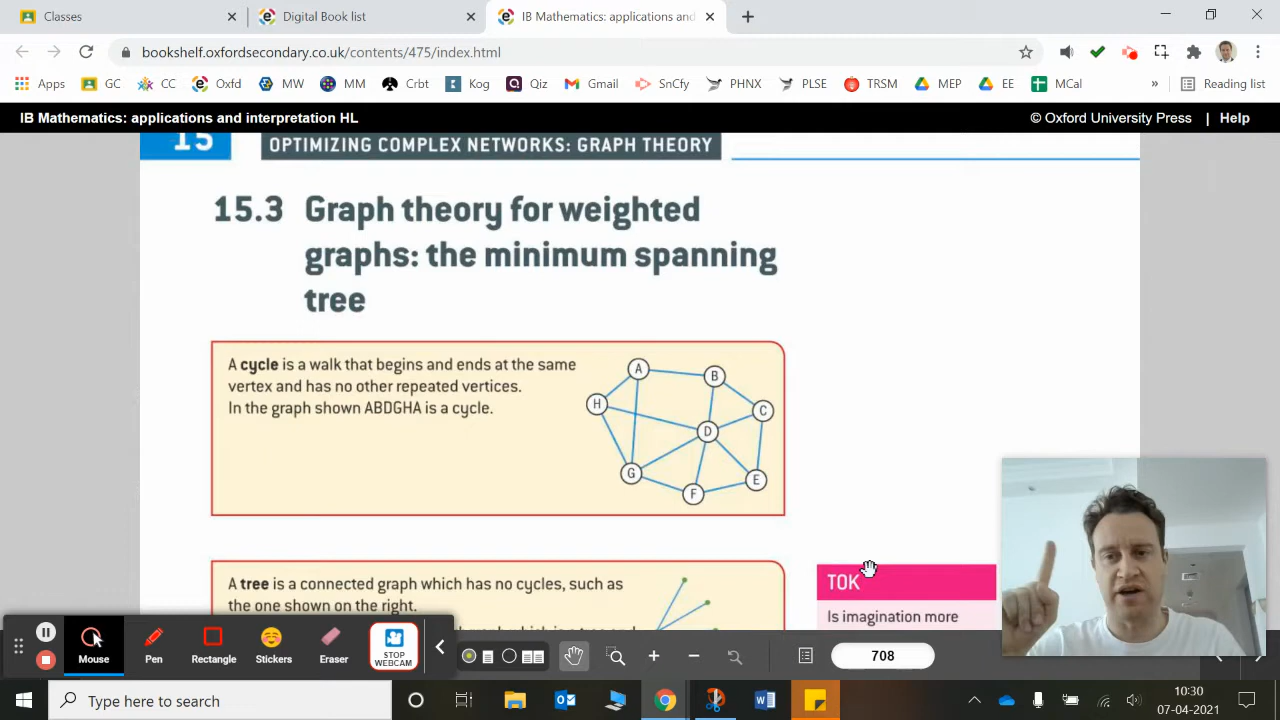 Classes
Digital Book list
IB Mathematics: applications and
bookshelf.oxfordsecondary.co.uk/contents/475/index.html
Apps GC CC Oxfd MW MM Crbt Kog Qiz Gmail SnCfy PHNX PLSE TRSM MEP EE MCal » Reading list
IB Mathematics: applications and interpretation HL
© Oxford University Press | Help
15 OPTIMIZING COMPLEX NETWORKS: GRAPH THEORY
15.3 Graph theory for weighted
graphs: the minimum spanning
tree
A cycle is a walk that begins and ends at the same
vertex and has no other repeated vertices.
In the graph shown ABDGHA is a cycle.
A
B
H
C
D
G
E
F
A tree is a connected graph which has no cycles, such as
the one shown on the right.
TOK
Is imagination more
Mouse
Pen
Rectangle
Stickers
Eraser
STOP
WEBCAM
708
Type here to search
10:30
07-04-2021